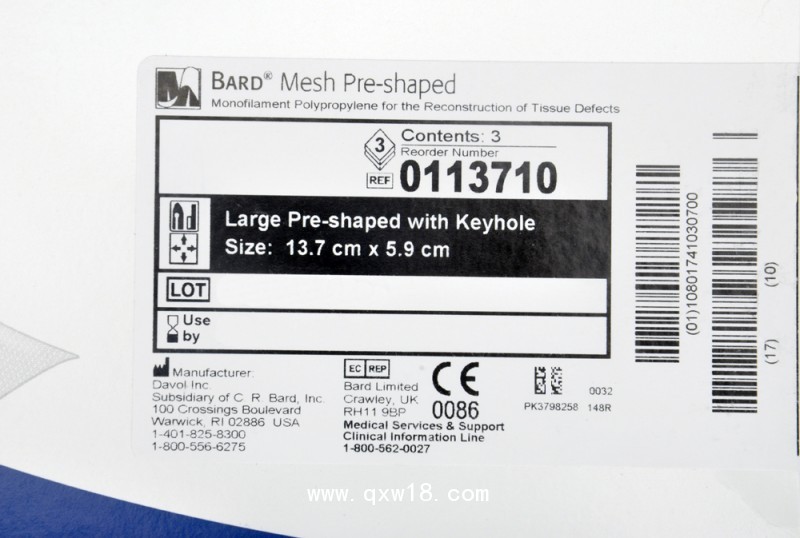 BARD® Mesh Pre-shaped
Monofilament Polypropylene for the Reconstruction of Tissue Defects
3
Contents: 3
Reorder Number
REF 0113710
Large Pre-shaped with Keyhole
Size: 13.7 cm x 5.9 cm
LOT
Use
by
Manufacturer:
Davol Inc.
Subsidiary of C. R. Bard, Inc.
100 Crossings Boulevard
Warwick, RI 02886 USA
1-401-825-8300
1-800-556-6275
EC REP
Bard Limited
Crawley, UK
RH11 9BP
CE
0086
Medical Services & Support
Clinical Information Line
1-800-562-0027
0032
PK3798258 148R
(01)10801741030700
(17) (10)
www.qxw18.com